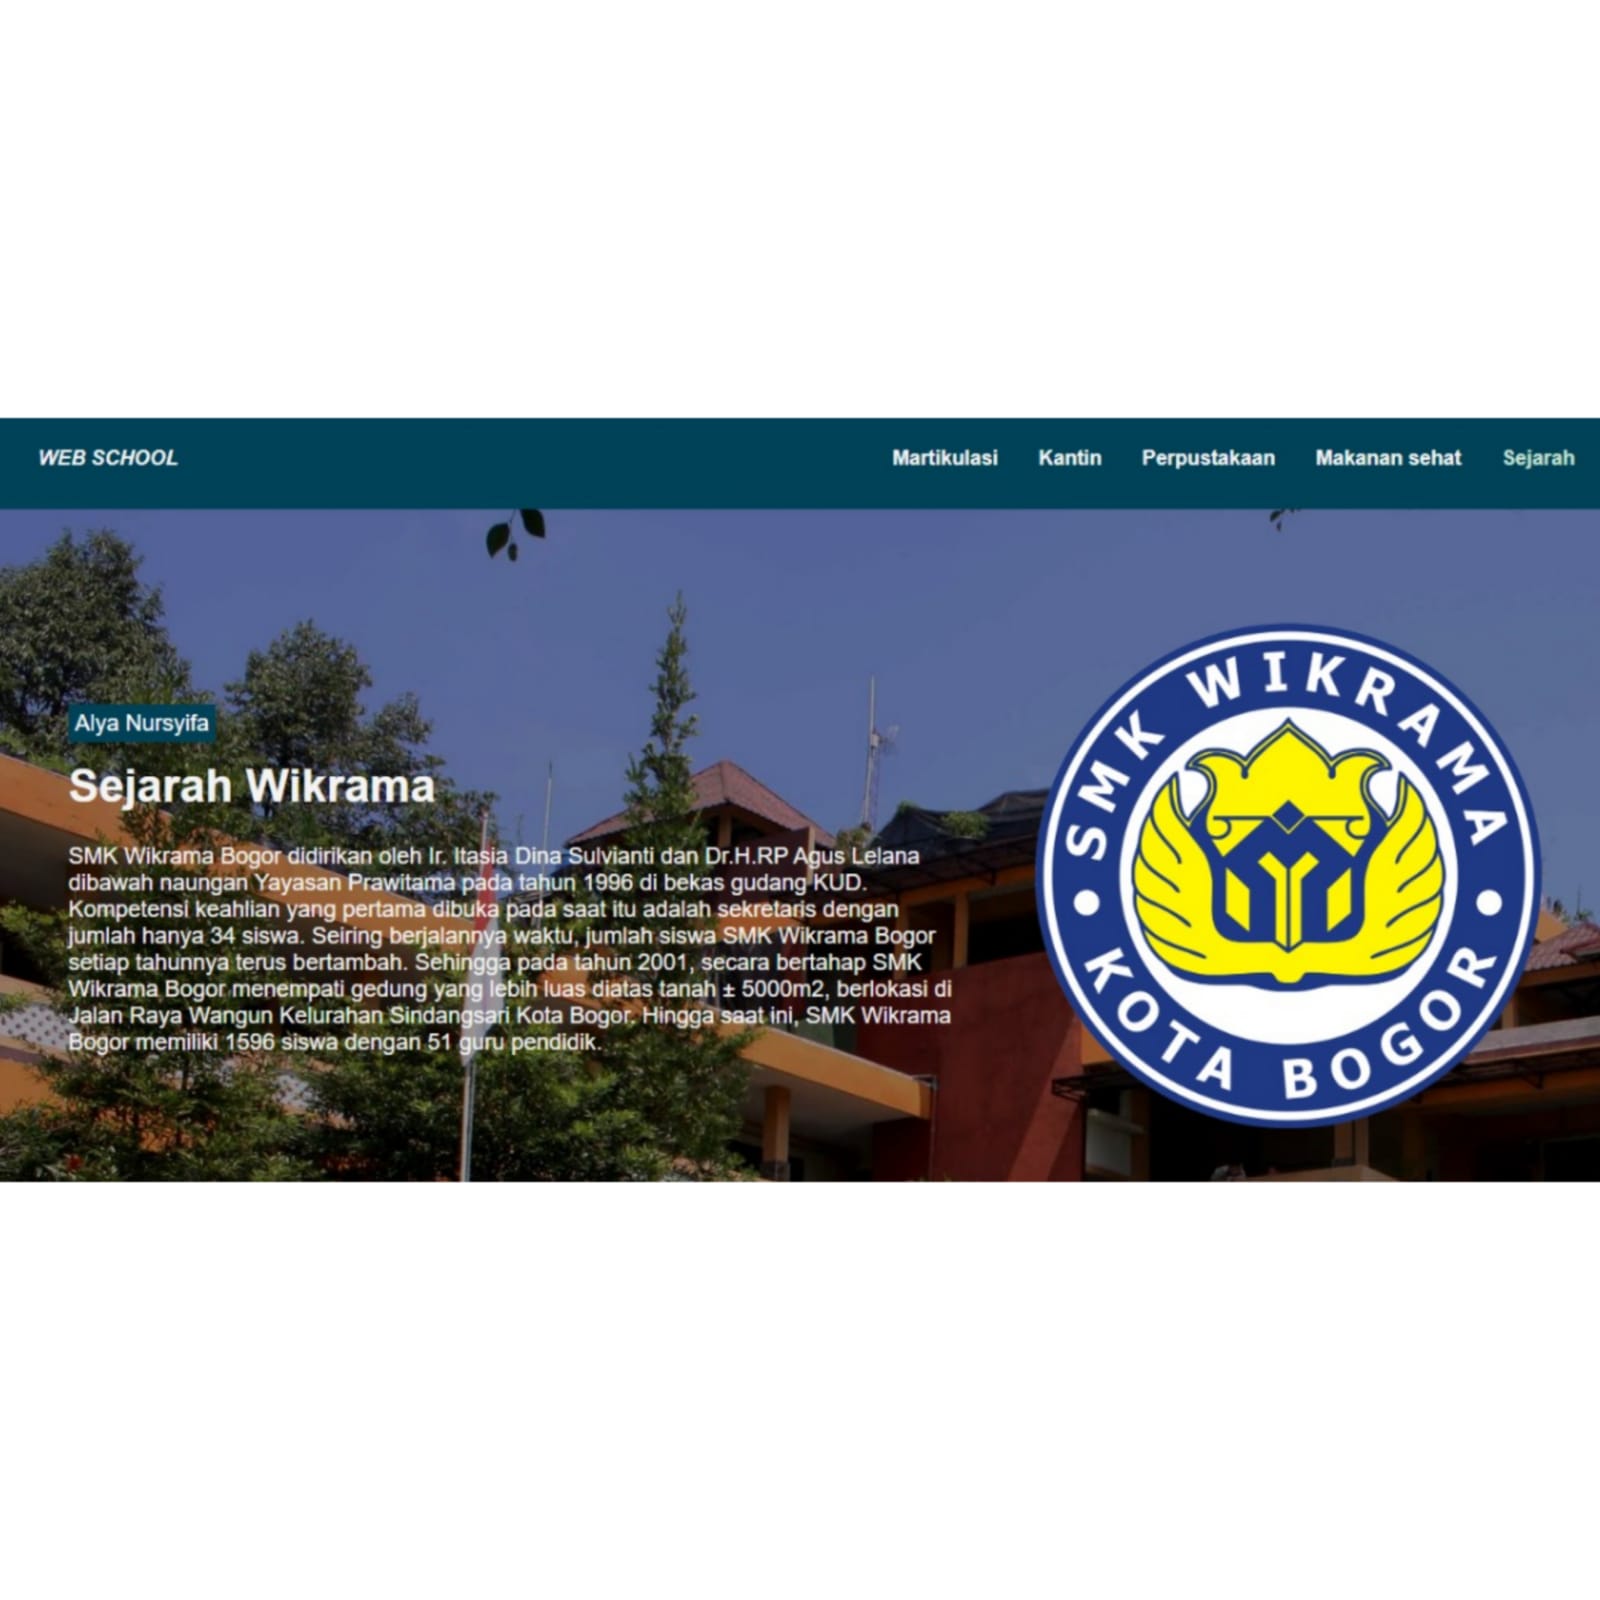 WEB SCHOOL
Martikulasi Kantin Perpustakaan Makanan sehat Sejarah
Alya Nursyifa
Sejarah Wikrama
SMK Wikrama Bogor didirikan oleh Ir. Itasia Dina Sulvianti dan Dr.H.RP Agus Lelana
dibawah naungan Yayasan Prawitama pada tahun 1996 di bekas gudang KUD.
Kompetensi keahlian yang pertama dibuka pada saat itu adalah sekretaris dengan
jumlah hanya 34 siswa. Seiring berjalannya waktu, jumlah siswa SMK Wikrama Bogor
setiap tahunnya terus bertambah. Sehingga pada tahun 2001, secara bertahap SMK
Wikrama Bogor menempati gedung yang lebih luas diatas tanah ± 5000m2, berlokasi di
Jalan Raya Wangun Kelurahan Sindangsari Kota Bogor. Hingga saat ini, SMK Wikrama
Bogor memiliki 1596 siswa dengan 51 guru pendidik.
SMK WIKRAMA
KOTA BOGOR